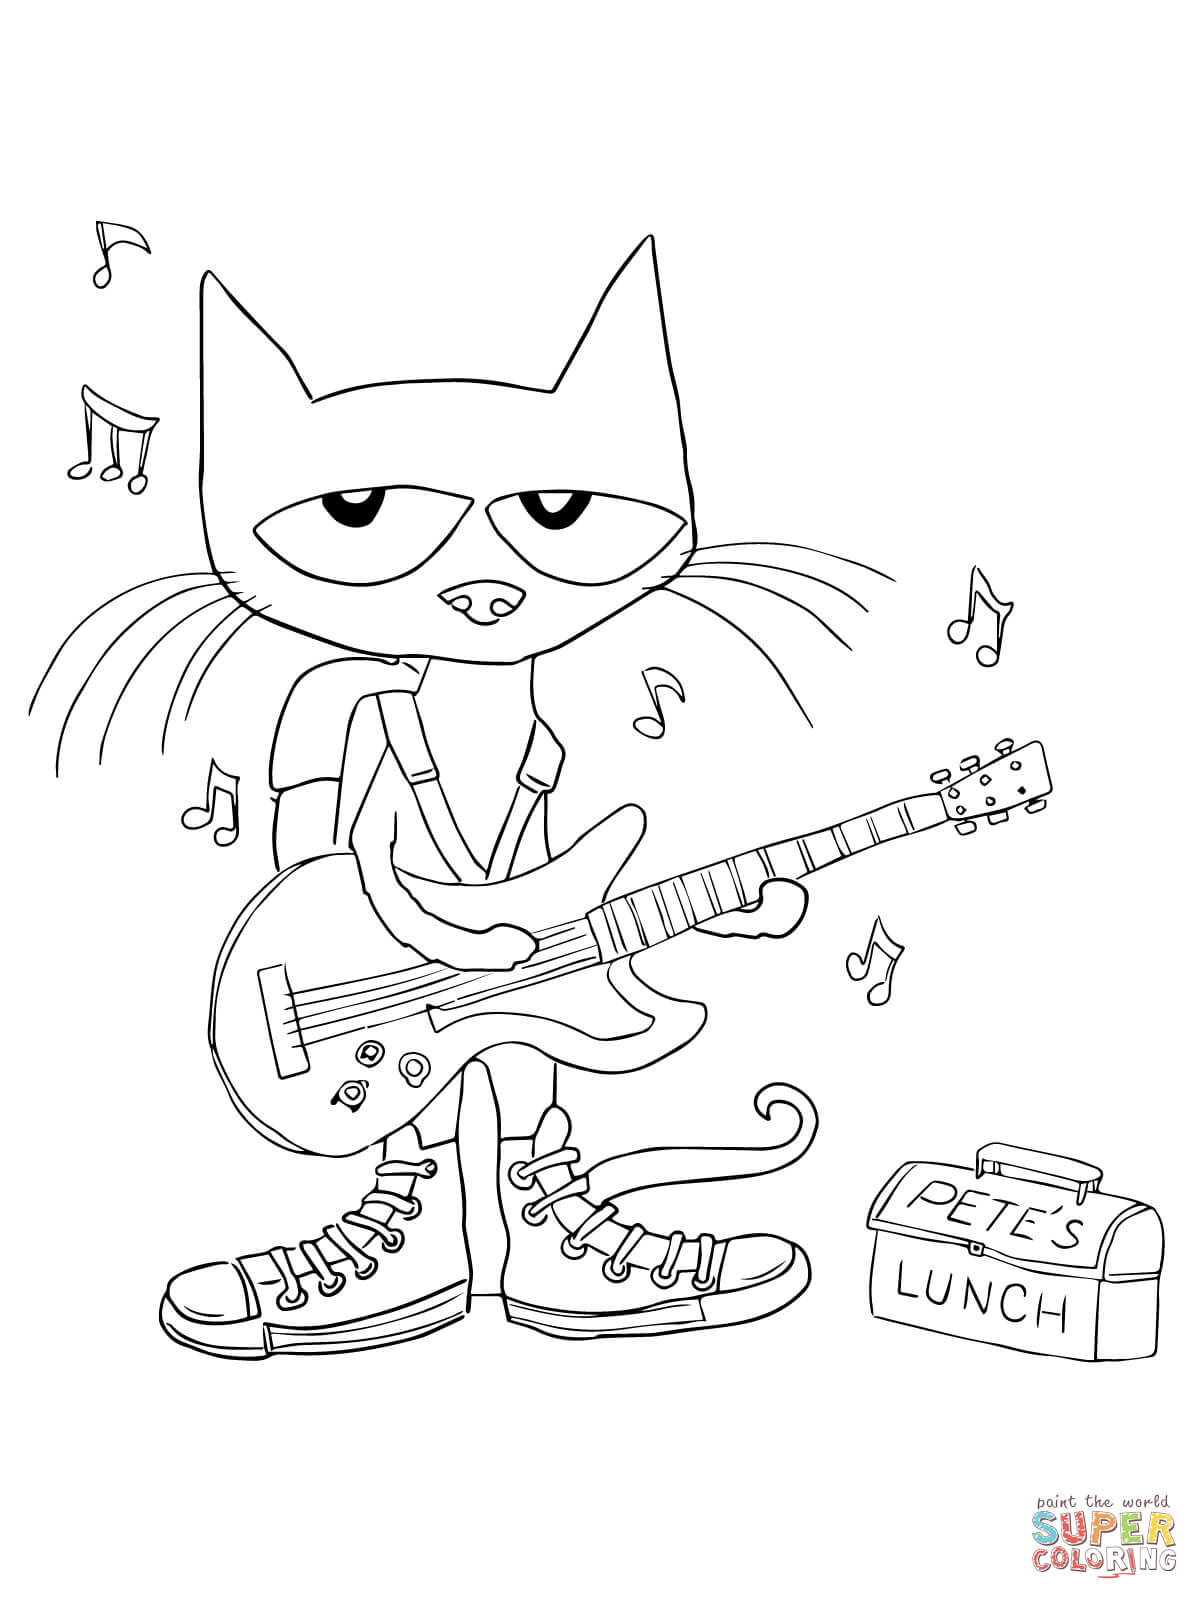 PETE'S
LUNCH
paint the world
SUPER
COLORING